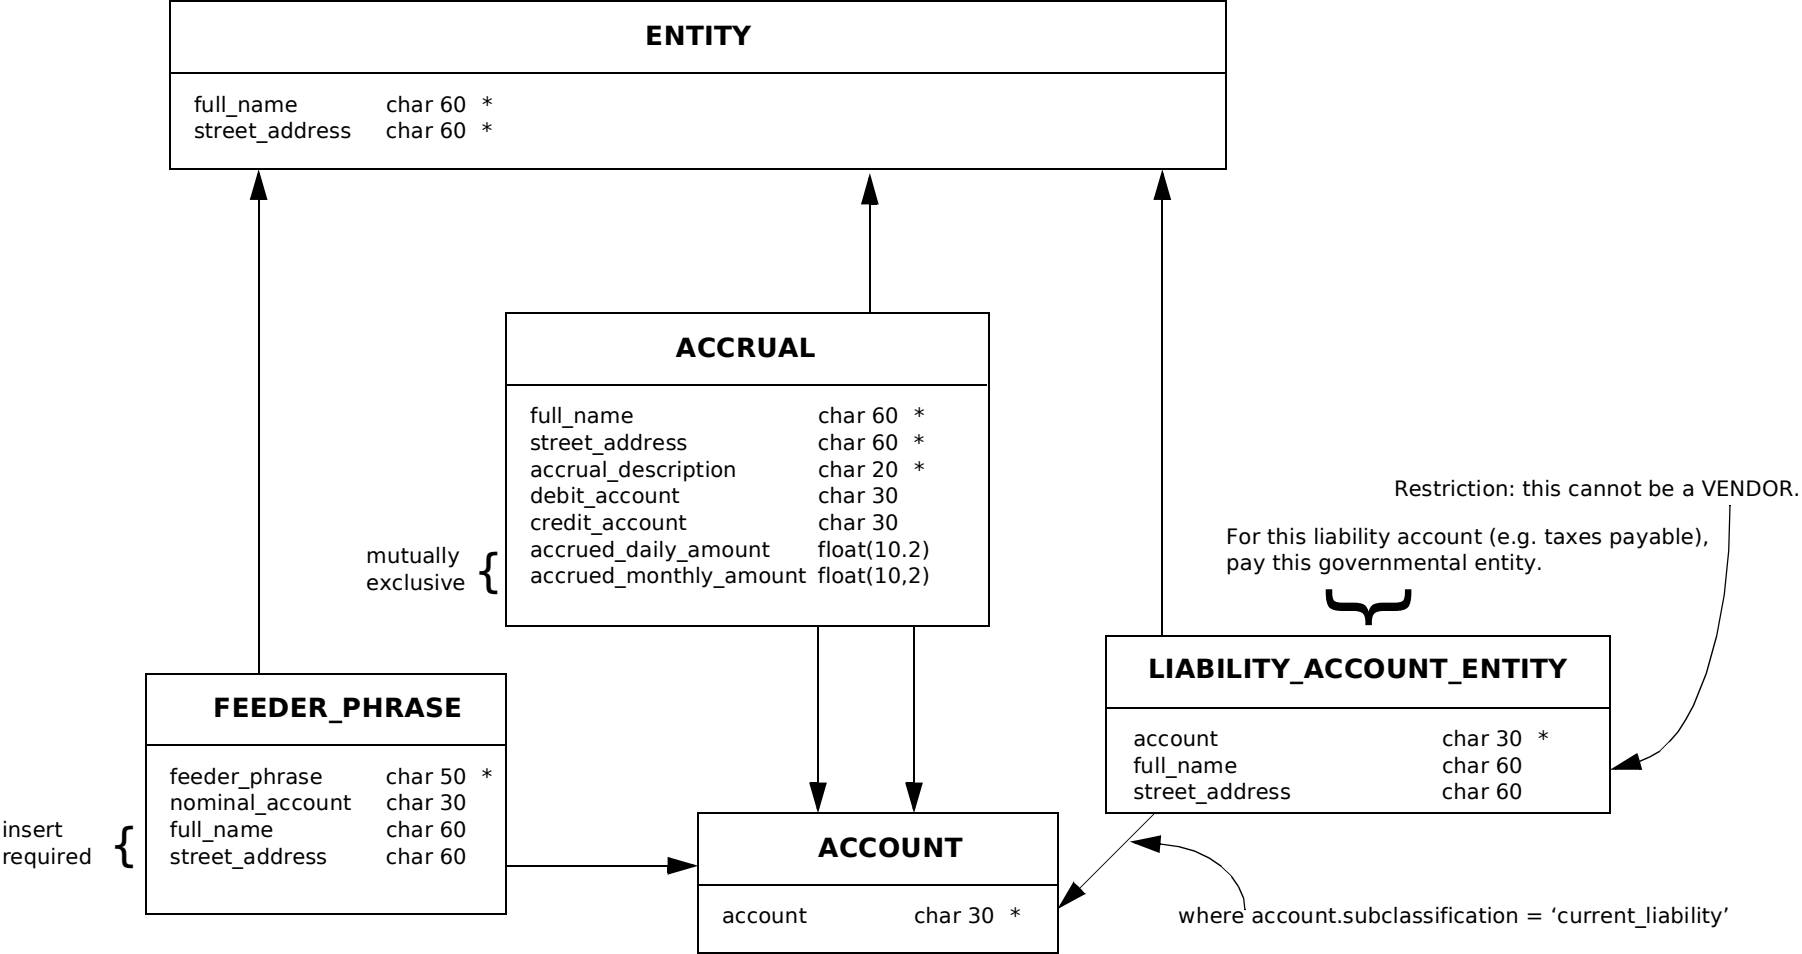 ENTITY
full_name char 60 *
street_address char 60 *
ACCRUAL
full_name char 60 *
street_address char 60 *
accrual_description char 20 *
debit_account char 30
credit_account char 30
accrued_daily_amount float(10.2)
accrued_monthly_amount float(10,2)
mutually {
exclusive
Restriction: this cannot be a VENDOR.
For this liability account (e.g. taxes payable),
pay this governmental entity.
}
LIABILITY_ACCOUNT_ENTITY
account char 30 *
full_name char 60
street_address char 60
FEEDER_PHRASE
feeder_phrase char 50 *
nominal_account char 30
full_name char 60
street_address char 60
insert {
required
ACCOUNT
account char 30 *
where account.subclassification = ‘current_liability’